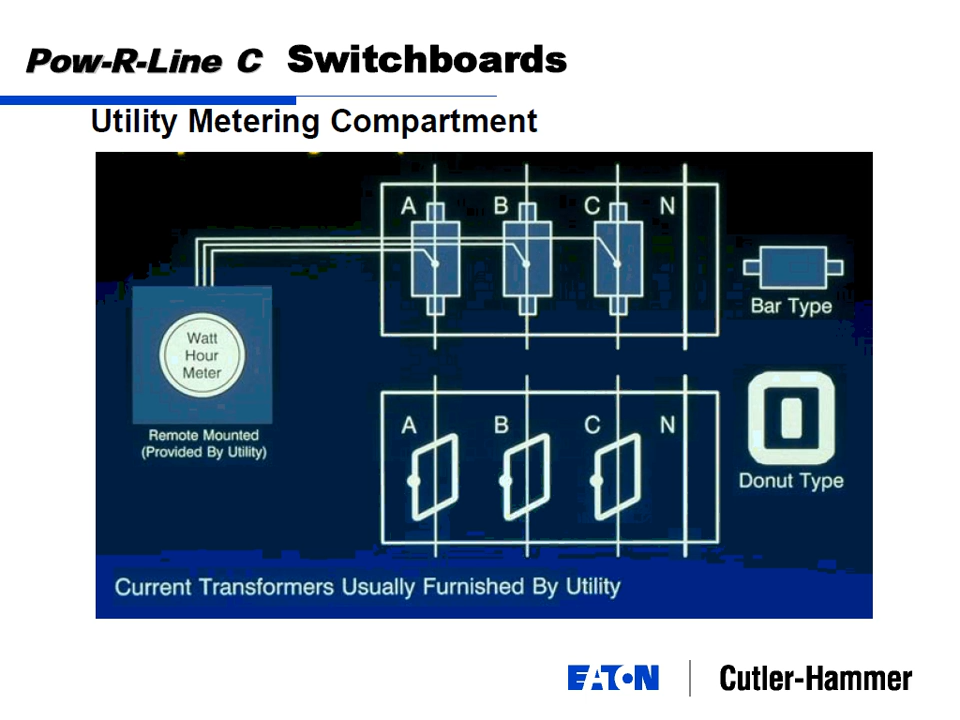 Pow-R-Line C Switchboards
Utility Metering Compartment
A B C N
Bar Type
Watt
Hour
Meter
Remote Mounted
(Provided By Utility)
A B C N
Donut Type
Current Transformers Usually Furnished By Utility
EATON | Cutler-Hammer